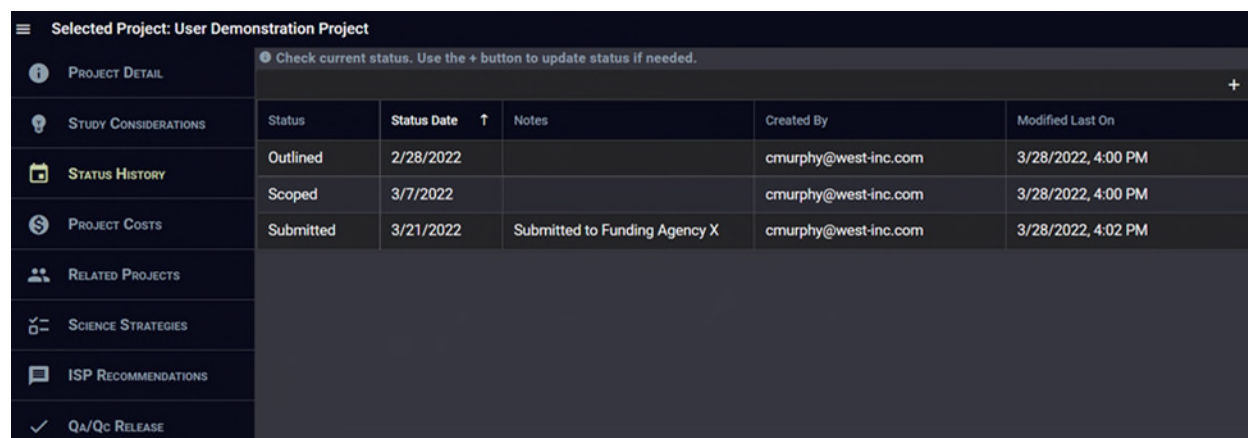 Selected Project: User Demonstration Project
Check current status. Use the + button to update status if needed.
+
PROJECT DETAIL
STUDY CONSIDERATIONS
STATUS HISTORY
PROJECT COSTS
RELATED PROJECTS
SCIENCE STRATEGIES
ISP RECOMMENDATIONS
QA/QC RELEASE
Status Status Date ↑ Notes Created By Modified Last On
Outlined 2/28/2022 cmurphy@west-inc.com 3/28/2022, 4:00 PM
Scoped 3/7/2022 cmurphy@west-inc.com 3/28/2022, 4:00 PM
Submitted 3/21/2022 Submitted to Funding Agency X cmurphy@west-inc.com 3/28/2022, 4:02 PM